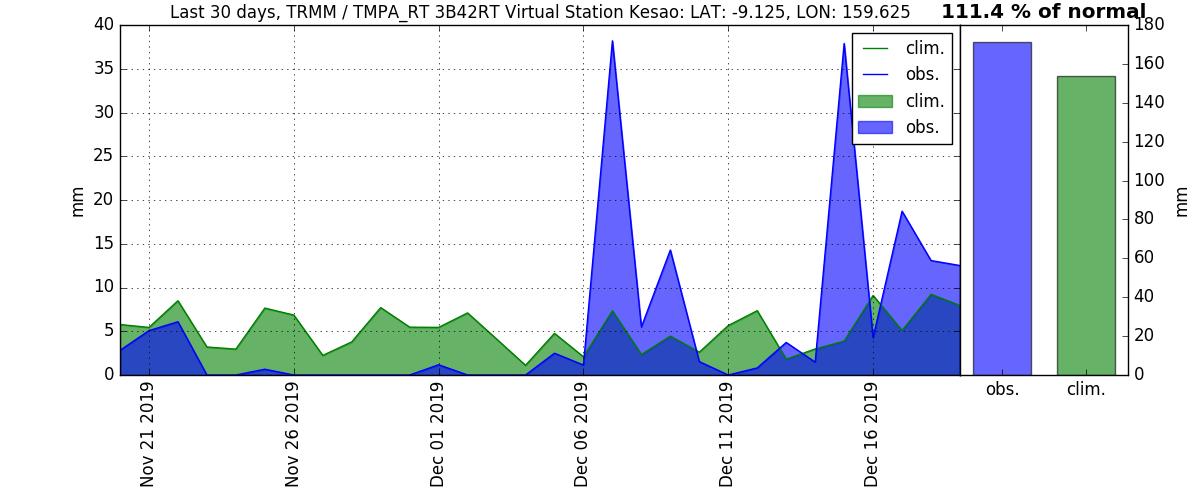 Last 30 days, TRMM / TMPA_RT 3B42RT Virtual Station Kesao: LAT: -9.125, LON: 159.625
111.4 % of normal
40
35
30
25
20
15
10
5
0
mm
clim.
obs.
clim.
obs.
Nov 21 2019
Nov 26 2019
Dec 01 2019
Dec 06 2019
Dec 11 2019
Dec 16 2019
180
160
140
120
100
80
60
40
20
0
mm
obs.
clim.